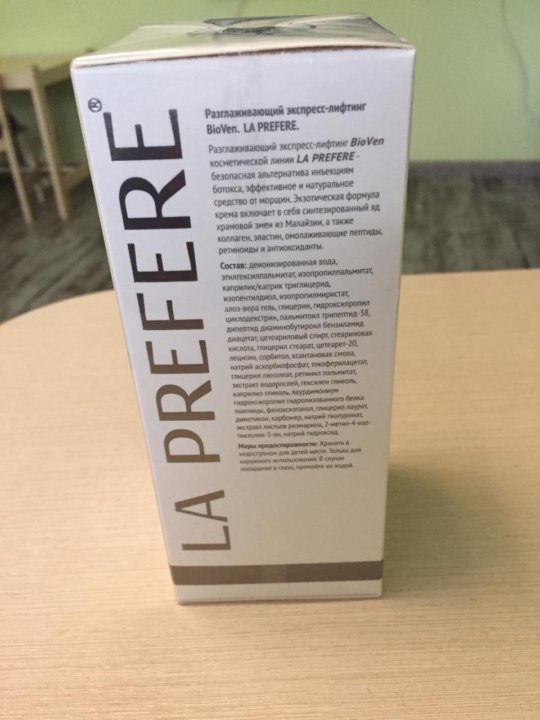 LA PREFERE®
Разглаживающий экспресс-лифтинг
BioVen. LA PREFERE.
Разглаживающий экспресс-лифтинг BioVen
косметической линии LA PREFERE -
безопасная альтернатива инъекциям
ботокса, эффективное и натуральное
средство от морщин. Экзотическая формула
крема включает в себя синтезированный яд
храмовой змеи из Малайзии, а также
коллаген, эластин, омолаживающие пептиды,
ретиноиды и антиоксиданты.
Состав: деионизированная вода,
этилгексилпальмитат, изопропилпальмитат,
каприлик/каприк триглицерид,
изопентилдиол, изопропилмиристат,
алоэ-вера гель, глицерин, гидроксипропил
циклодекстрин, пальмитоил трипептид-38,
дипептид диаминобутироил бензиламид
диацетат, цетеариловый спирт, стеариновая
кислота, глицерил стеарат, цетеарет-20,
лецитин, сорбитол, ксантановая смола,
натрий аскорбилфосфат, токоферилацетат,
глицерил линолеат, ретинил пальмитат,
экстракт водорослей, гексилен гликоль,
каприлил гликоль, лаурдимониум
гидроксипропил гидролизованного белка
пшеницы, феноксиэтанол, глицерил лаурат,
диметикон, карбомер, натрий гиалуронат,
экстракт листьев розмарина, 2-метил-4-изо-
тиазолин-3-он, натрий гидроксид.
Меры предосторожности: Хранить в
недоступном для детей месте. Только для
наружного использования. В случае
попадания в глаза, промойте их водой.